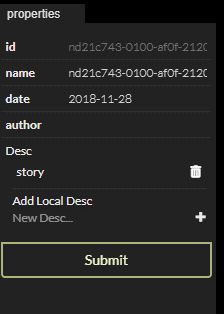 properties
id nd21c743-0100-af0f-2120
name nd21c743-0100-af0f-2120
date 2018-11-28
author
Desc
story
Add Local Desc
New Desc...
Submit